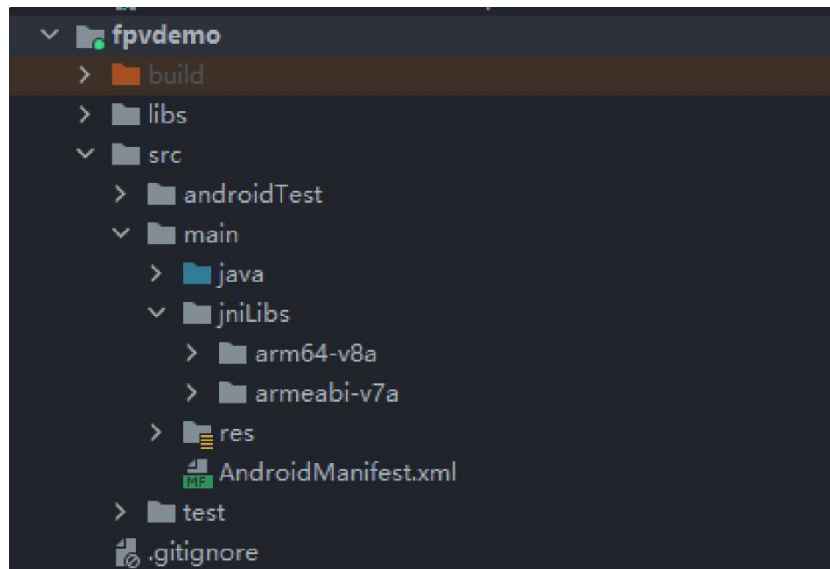 fpvdemo
build
libs
src
androidTest
main
java
jniLibs
arm64-v8a
armeabi-v7a
res
AndroidManifest.xml
test
.gitignore